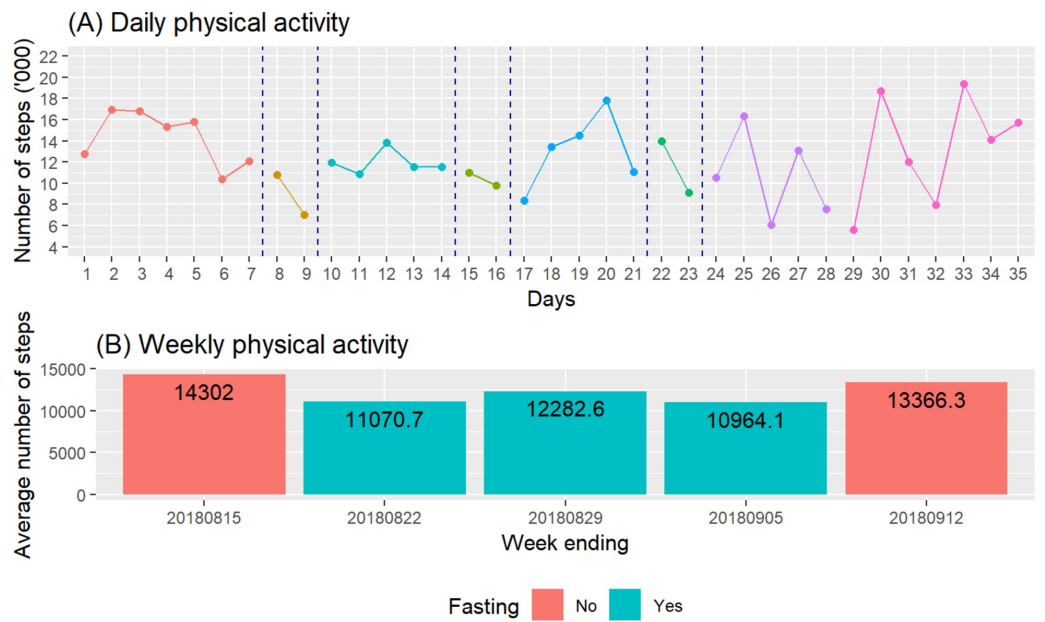 (A) Daily physical activity
Number of steps ('000)
22
20
18
16
14
12
10
8
6
4
1 2 3 4 5 6 7 8 9 10 11 12 13 14 15 16 17 18 19 20 21 22 23 24 25 26 27 28 29 30 31 32 33 34 35
Days
(B) Weekly physical activity
Average number of steps
15000
10000
5000
0
14302 11070.7 12282.6 10964.1 13366.3
20180815 20180822 20180829 20180905 20180912
Week ending
Fasting No Yes